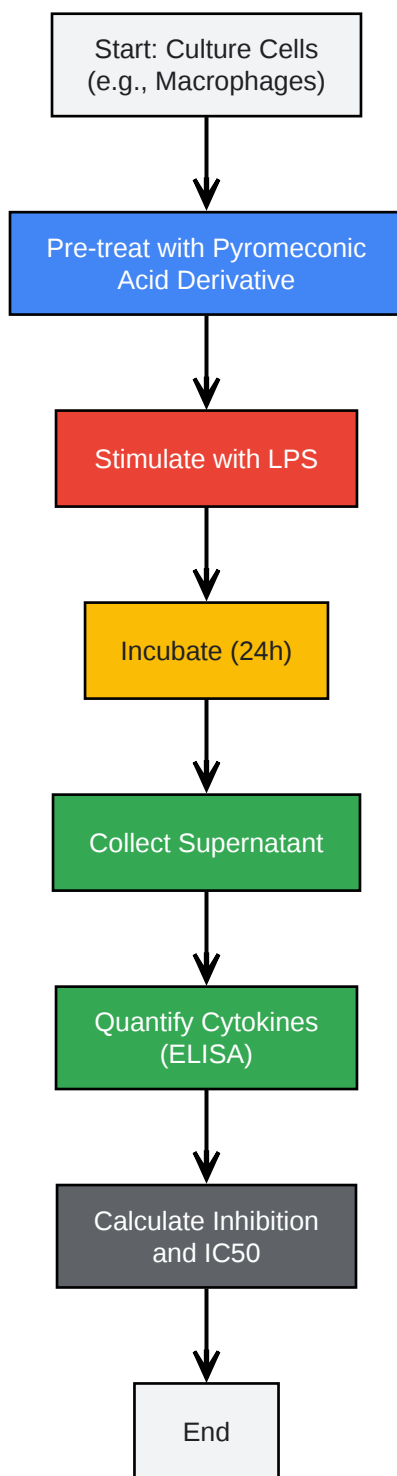 Start: Culture Cells
(e.g., Macrophages)
Pre-treat with Pyromeconic
Acid Derivative
Stimulate with LPS
Incubate (24h)
Collect Supernatant
Quantify Cytokines
(ELISA)
Calculate Inhibition
and IC50
End